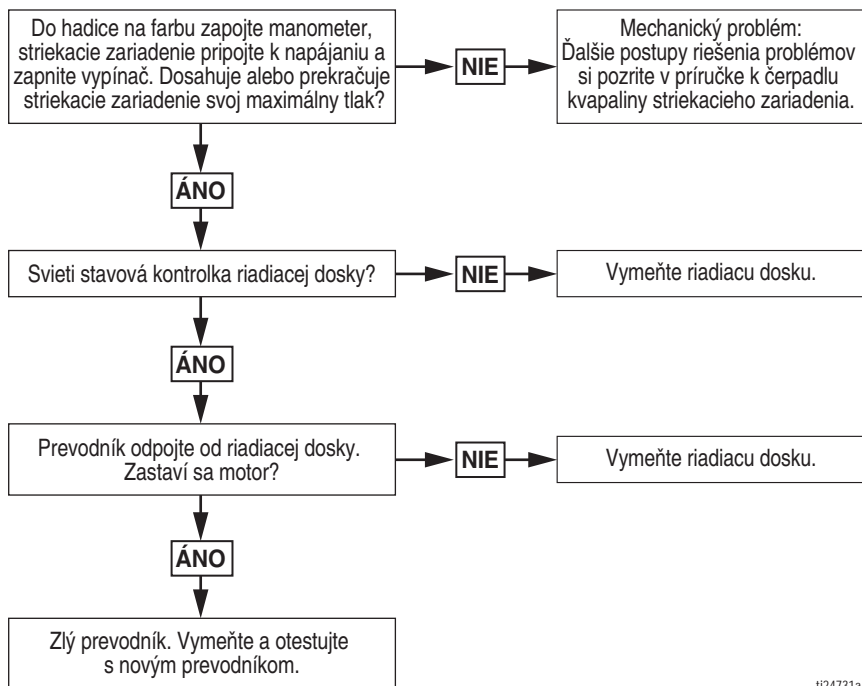 Do hadice na farbu zapojte manometer,
striekacie zariadenie pripojte k napájaniu a
zapnite vypínač. Dosahuje alebo prekračuje
striekacie zariadenie svoj maximálny tlak?
NIE
Mechanický problém:
Ďalšie postupy riešenia problémov
si pozrite v príručke k čerpadlu
kvapaliny striekacieho zariadenia.
ÁNO
Svieti stavová kontrolka riadiacej dosky?
NIE
Vymeňte riadiacu dosku.
ÁNO
Prevodník odpojte od riadiacej dosky.
Zastaví sa motor?
NIE
Vymeňte riadiacu dosku.
ÁNO
Zlý prevodník. Vymeňte a otestujte
s novým prevodníkom.
ti24731a